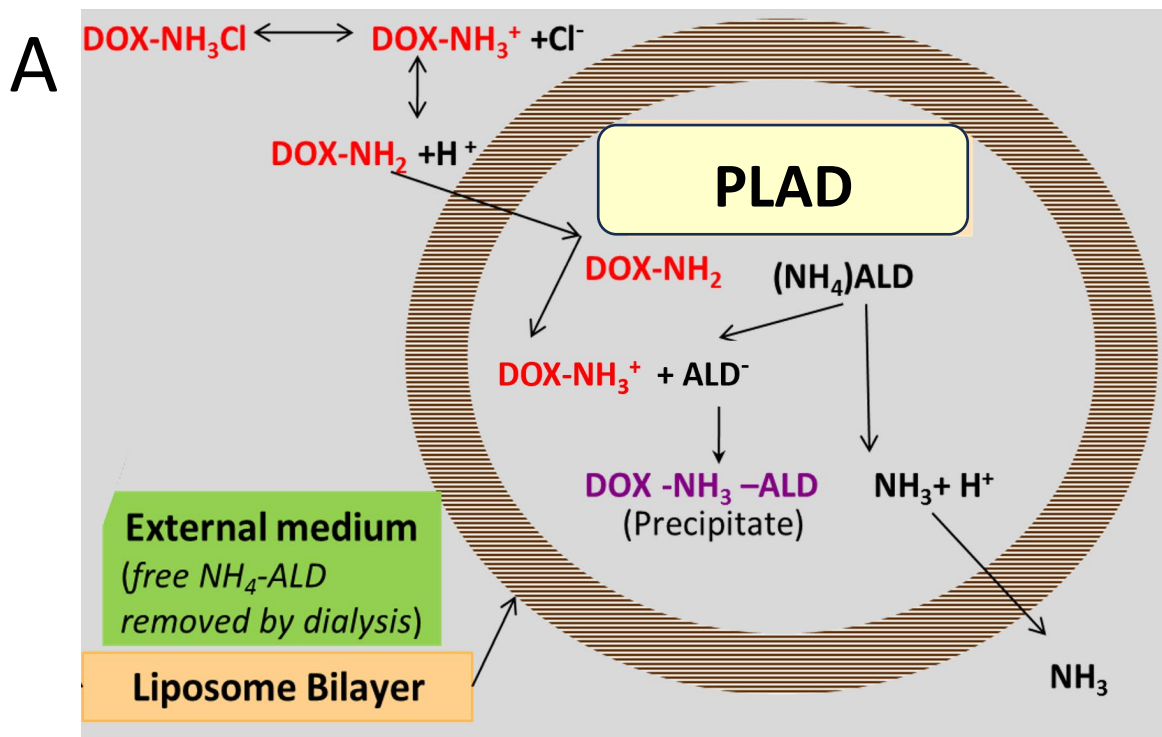 A
DOX-NH₃Cl DOX-NH₃⁺ +Cl⁻
DOX-NH₂ +H⁺
PLAD
DOX-NH₂ (NH₄)ALD
DOX-NH₃⁺ + ALD⁻
DOX -NH₃ –ALD NH₃+ H⁺
(Precipitate)
External medium
(free NH₄-ALD
removed by dialysis)
Liposome Bilayer
NH₃